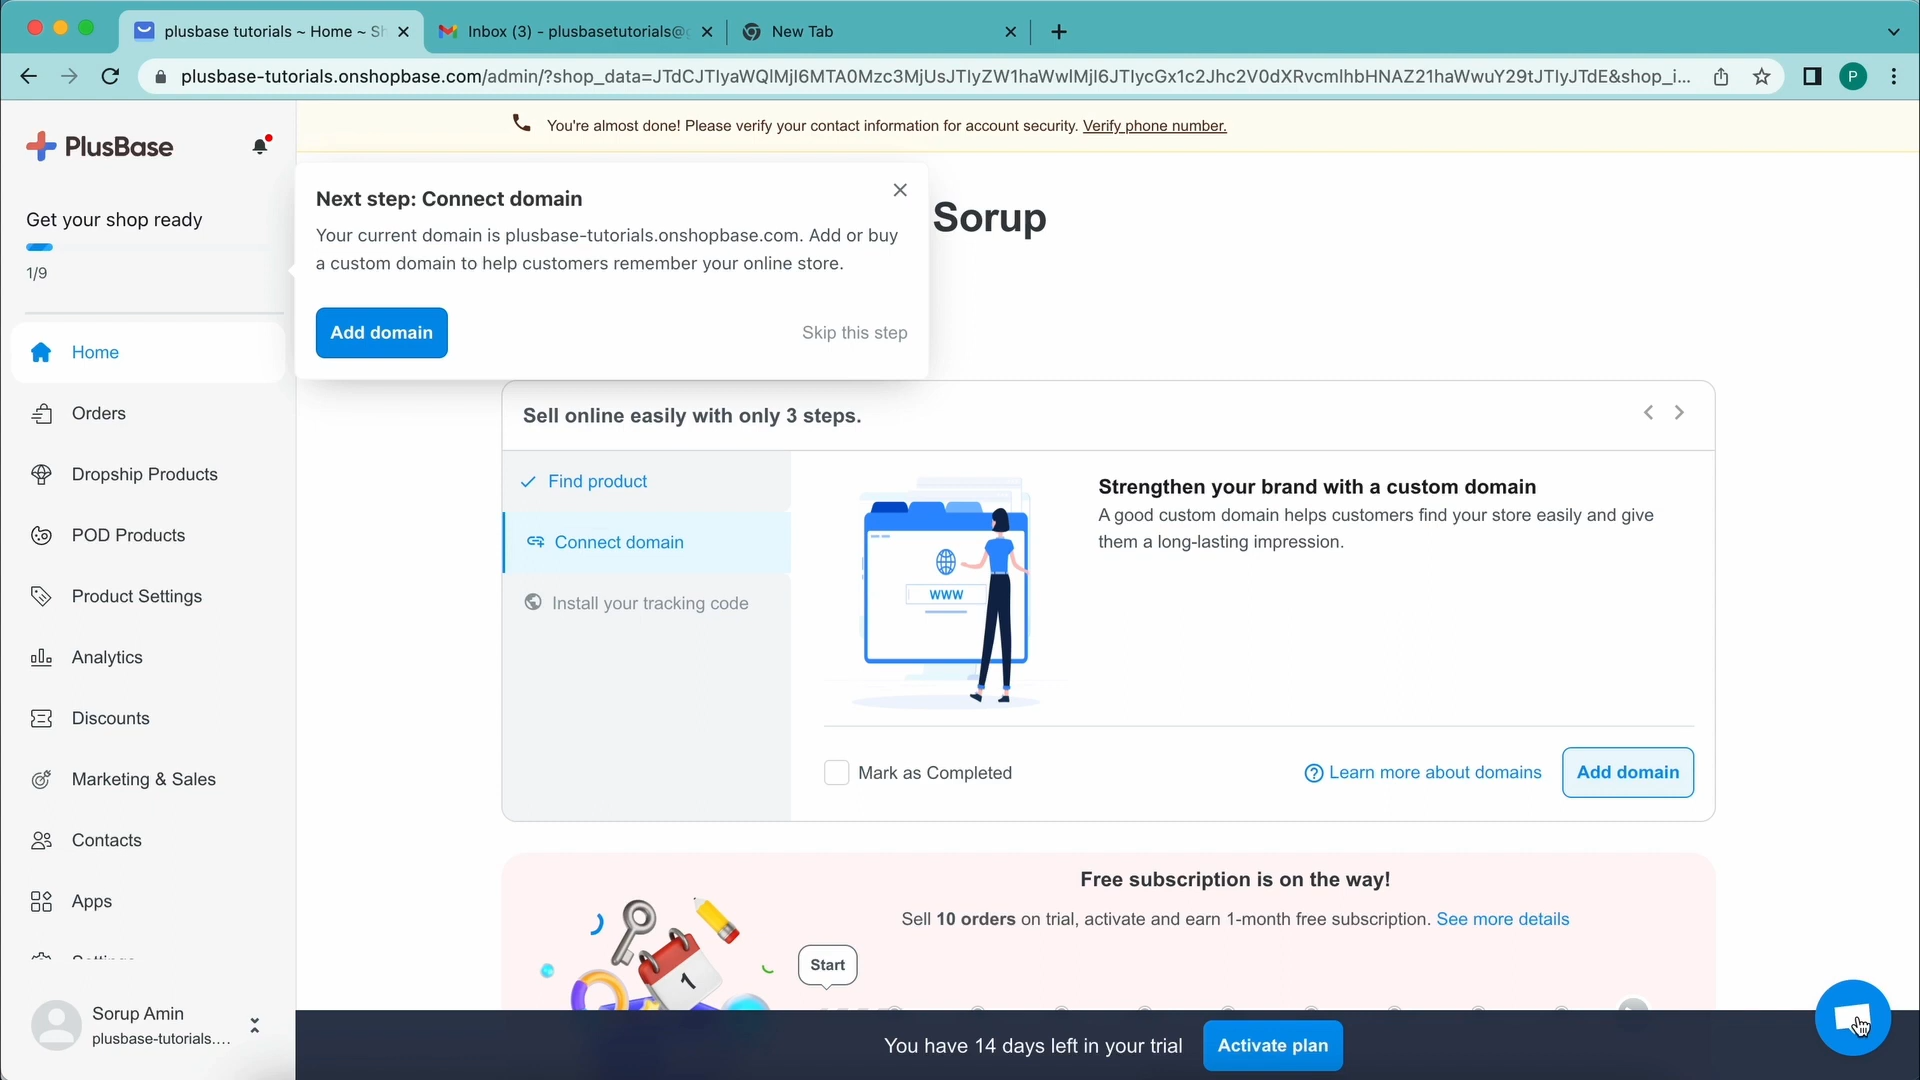 plusbase tutorials ~ Home ~ Sh
Inbox (3) - plusbasetutorials@g
New Tab
plusbase-tutorials.onshopbase.com/admin/?shop_data=JTdCJTIyaWQlMjI6MTA0Mzc3MjUsJTIyZW1haWwlMjI6JTIycGx1c2Jhc2V0dXRvcmlhbHNAZ21haWwuY29tJTIyJTdE&shop_i...
P
PlusBase
You're almost done! Please verify your contact information for account security. Verify phone number.
Get your shop ready
1/9
Next step: Connect domain
Your current domain is plusbase-tutorials.onshopbase.com. Add or buy
a custom domain to help customers remember your online store.
Add domain
Skip this step
Sorup
Home
Orders
Dropship Products
POD Products
Product Settings
Analytics
Discounts
Marketing & Sales
Contacts
Apps
Settings
Sorup Amin
plusbase-tutorials....
Sell online easily with only 3 steps.
Find product
Connect domain
Install your tracking code
WWW
Strengthen your brand with a custom domain
A good custom domain helps customers find your store easily and give
them a long-lasting impression.
Mark as Completed
Learn more about domains
Add domain
Free subscription is on the way!
Sell 10 orders on trial, activate and earn 1-month free subscription. See more details
1
Start
You have 14 days left in your trial
Activate plan